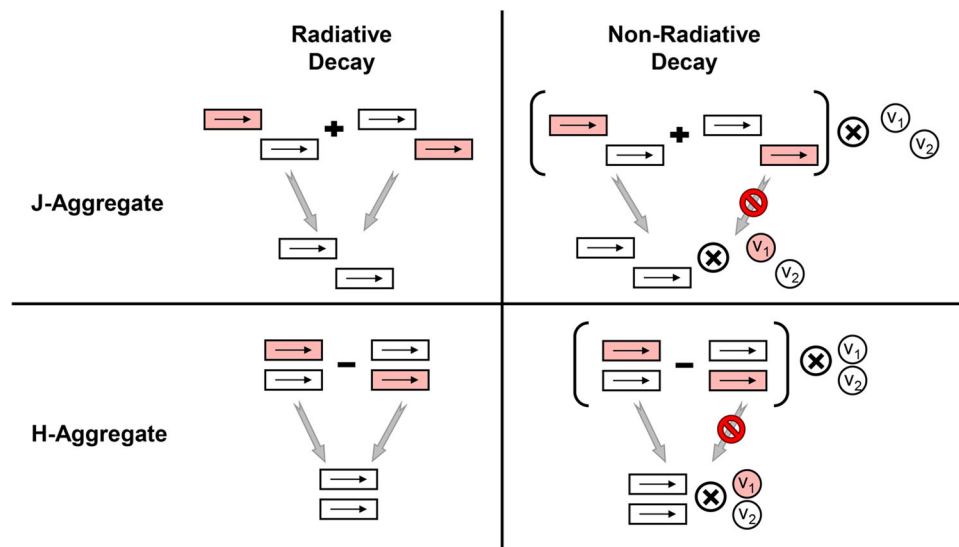 Radiative
Decay
Non-Radiative
Decay
+
+
v1
v2
J-Aggregate
v1
v2
−
−
v1
v2
H-Aggregate
v1
v2